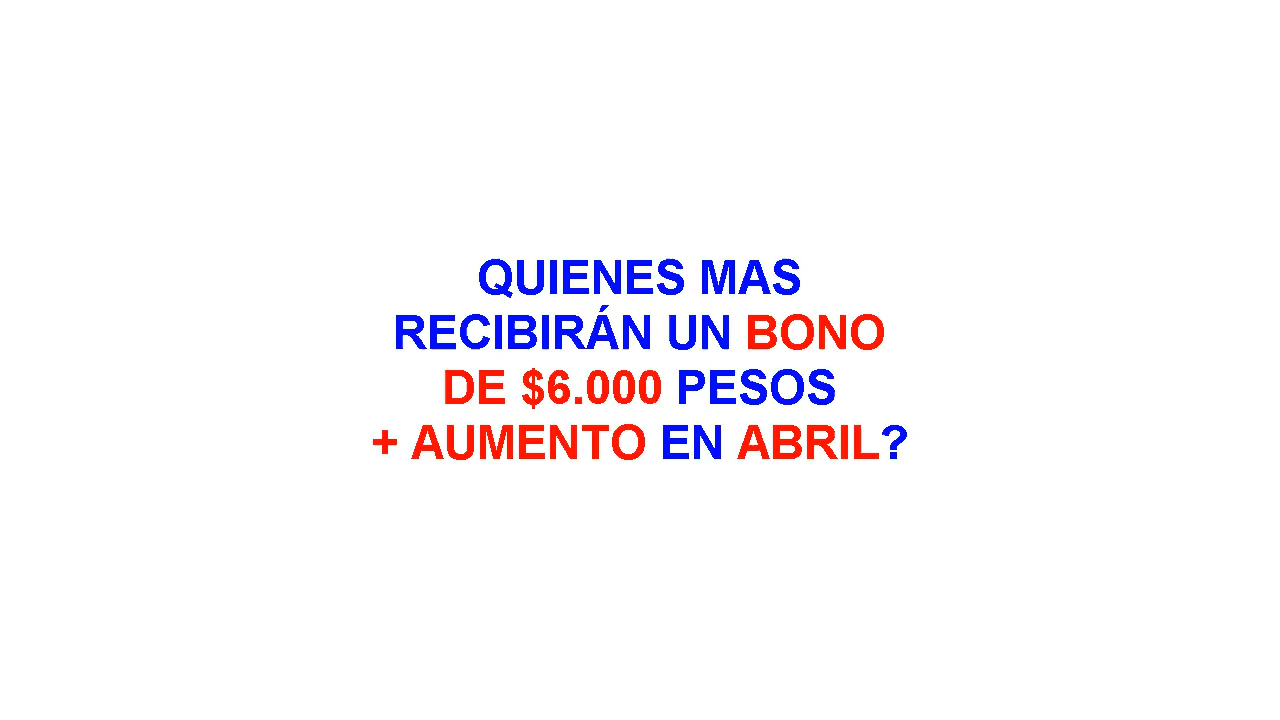 QUIENES MAS
RECIBIRÁN UN BONO
DE $6.000 PESOS
+ AUMENTO EN ABRIL?